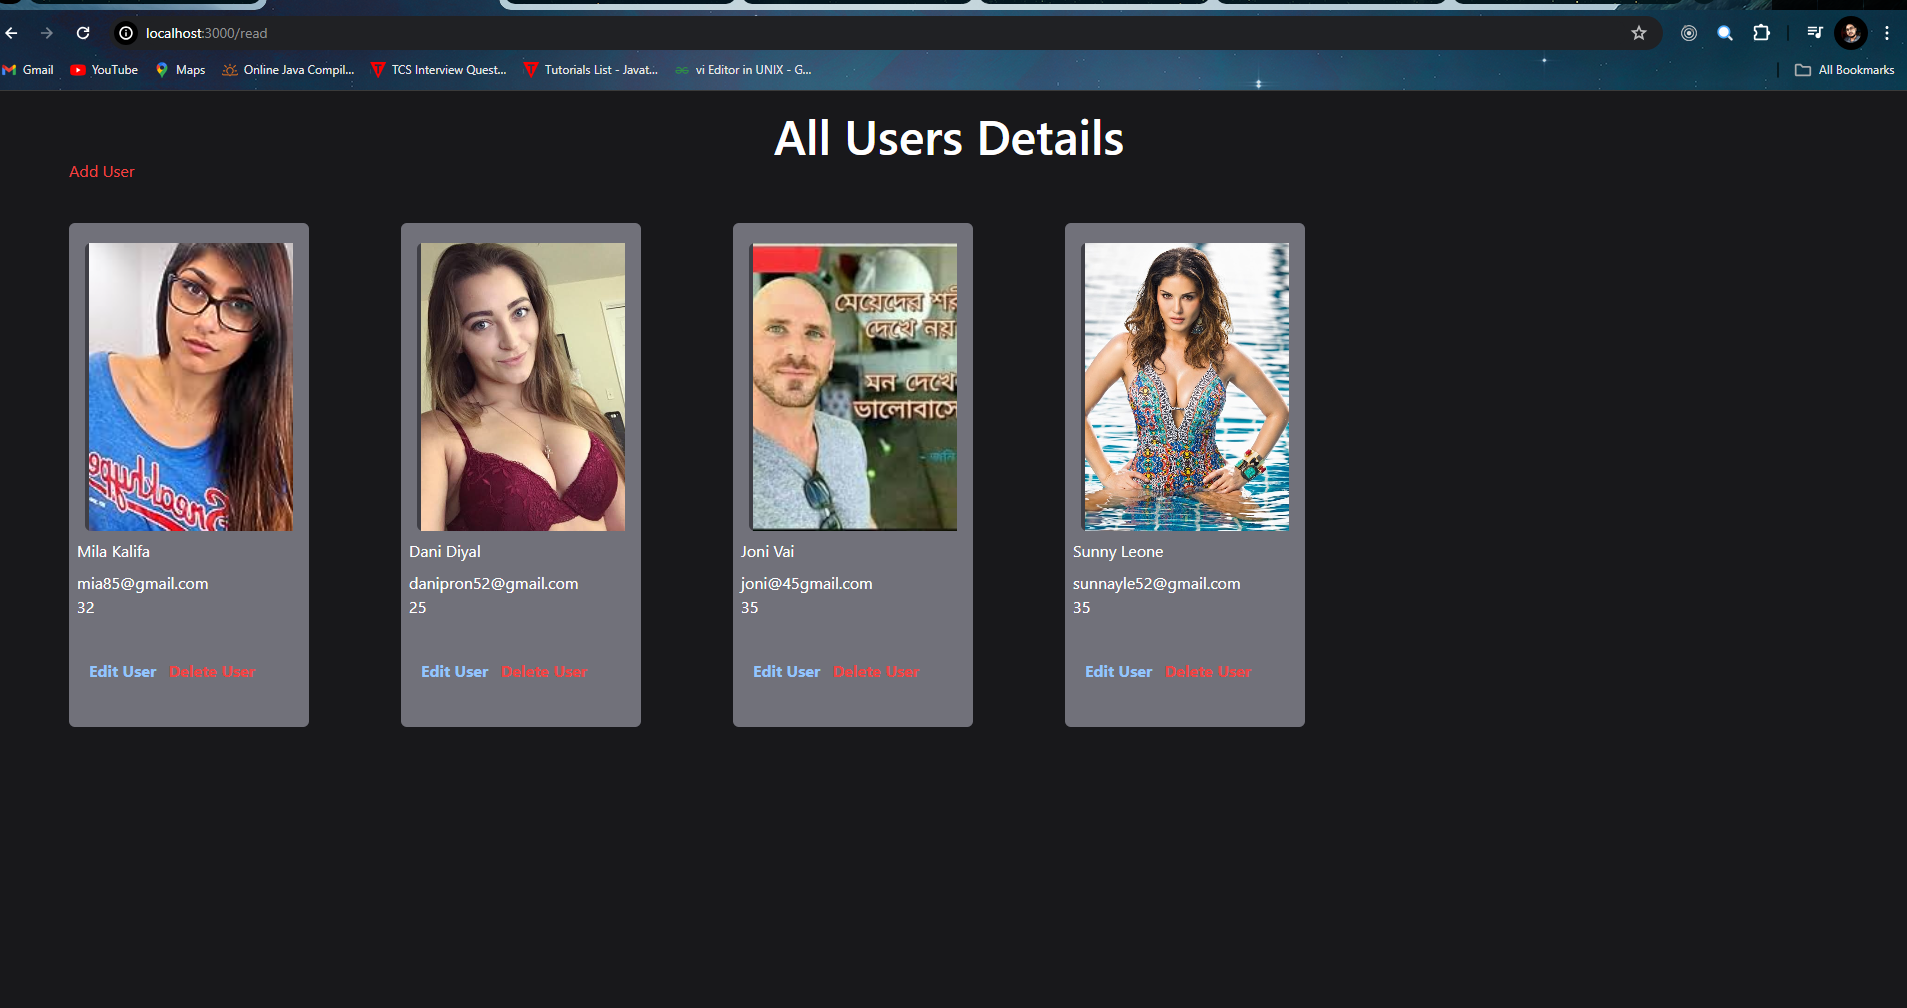 localhost:3000/read
Gmail YouTube Maps Online Java Compil... TCS Interview Quest... Tutorials List - Javat... vi Editor in UNIX - G... All Bookmarks
All Users Details
Add User
মেয়েদের
দেখে নয়
মন দেখে
ভালোবাসে
Mila Kalifa
mia85@gmail.com
32
Edit User Delete User
Dani Diyal
danipron52@gmail.com
25
Edit User Delete User
Joni Vai
joni@45gmail.com
35
Edit User Delete User
Sunny Leone
sunnayle52@gmail.com
35
Edit User Delete User